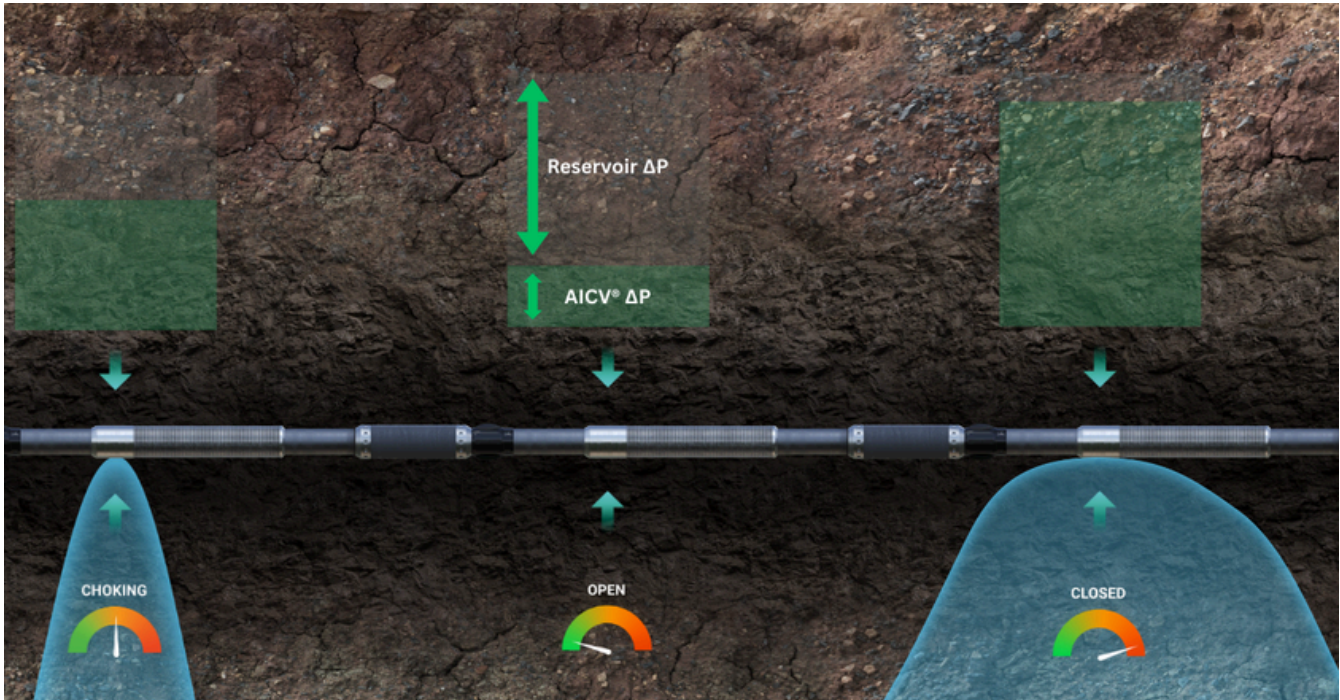 Reservoir ΔP
AICV® ΔP
CHOKING
OPEN
CLOSED